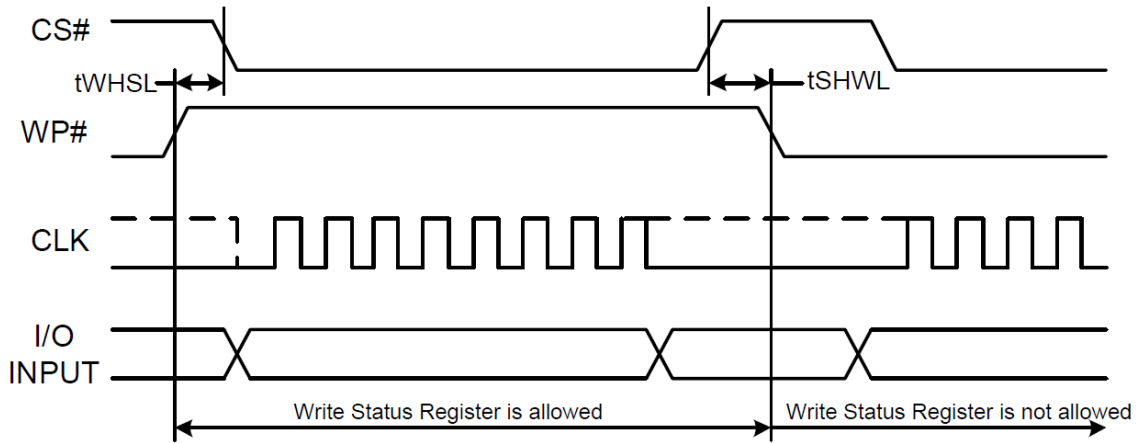 CS#
tWHSL
tSHWL
WP#
CLK
I/O
INPUT
Write Status Register is allowed
Write Status Register is not allowed